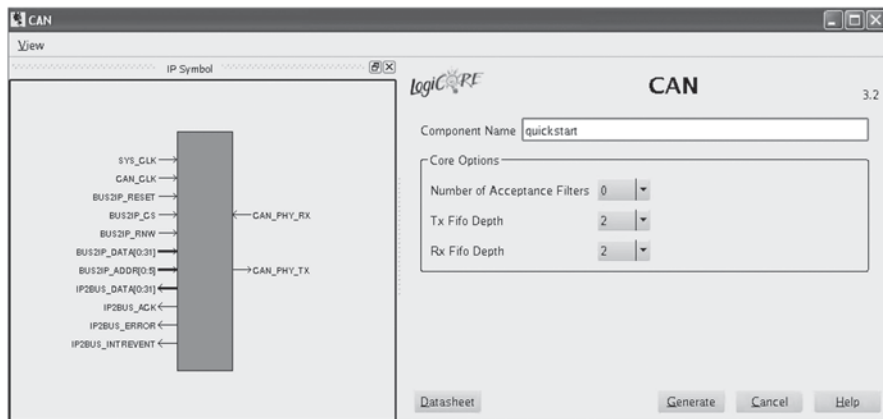 CAN
View
IP Symbol
SYS_CLK
CAN_CLK
BUS2IP_RESET
BUS2IP_CS
BUS2IP_RNW
BUS2IP_DATA[0:31]
BUS2IP_ADDR[0:5]
IP2BUS_DATA[0:31]
IP2BUS_ACK
IP2BUS_ERROR
IP2BUS_INTREVENT
CAN_PHY_RX
CAN_PHY_TX
LogiCORE
CAN
3.2
Component Name quickstart
Core Options
Number of Acceptance Filters 0
Tx Fifo Depth 2
Rx Fifo Depth 2
Datasheet Generate Cancel Help